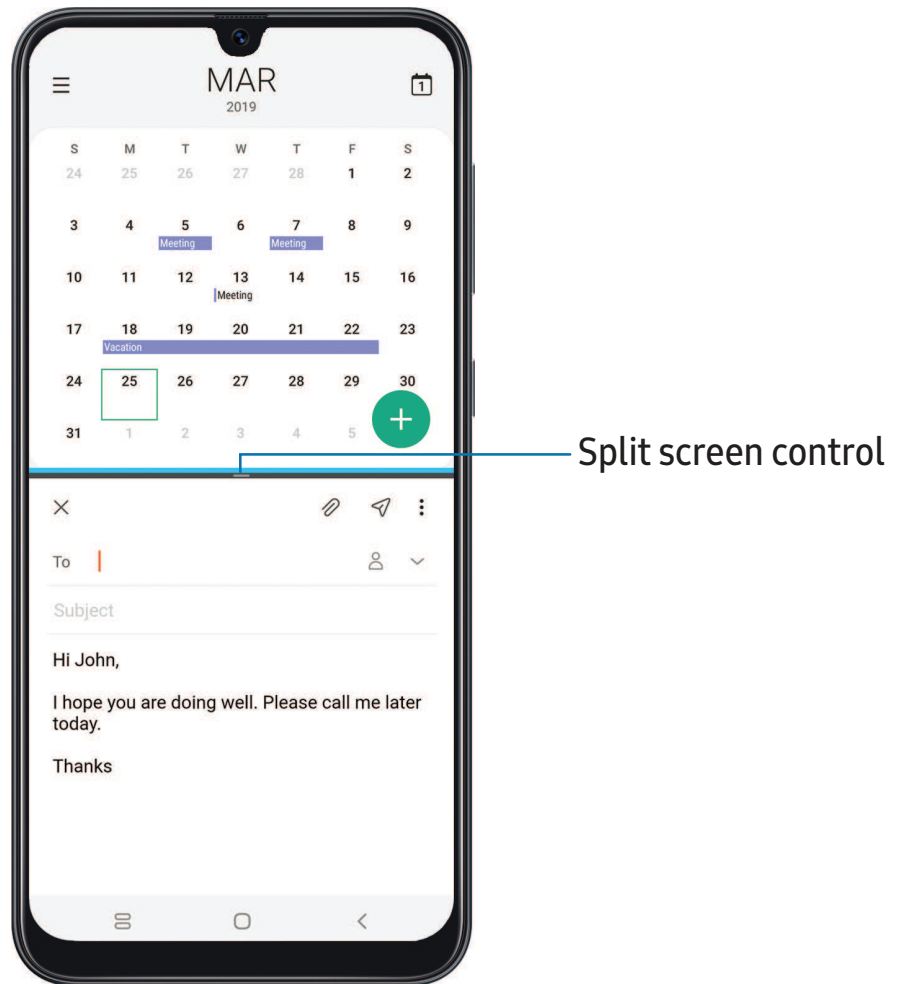 MAR
2019
1
S M T W T F S
24 25 26 27 28 1 2
3 4 5 6 7 8 9
Meeting Meeting
10 11 12 13 14 15 16
Meeting
17 18 19 20 21 22 23
Vacation
24 25 26 27 28 29 30
31 1 2 3 4 5
Split screen control
To
Subject
Hi John,
I hope you are doing well. Please call me later
today.
Thanks